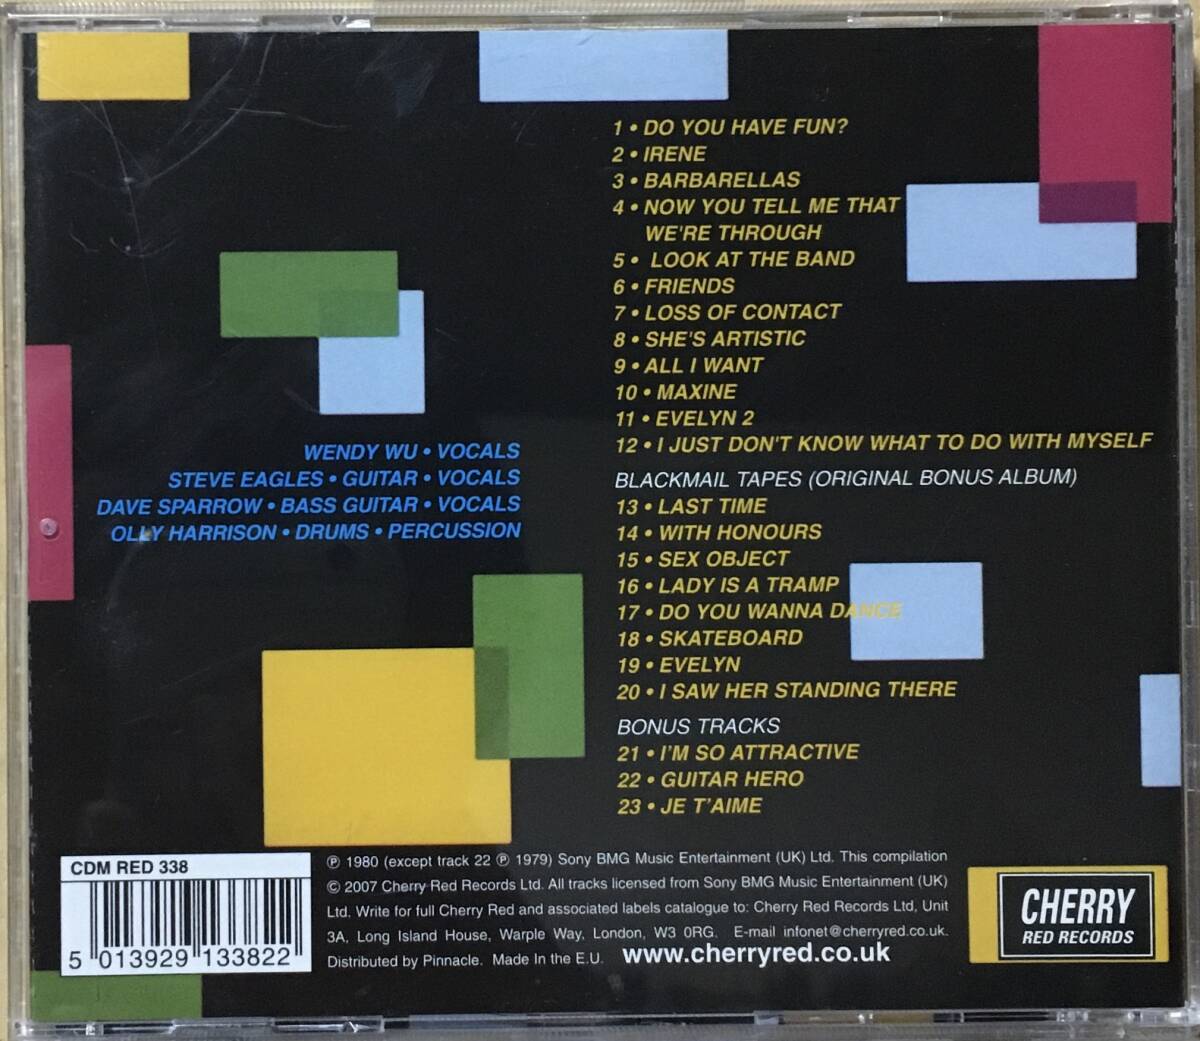 1 • DO YOU HAVE FUN?
2 • IRENE
3 • BARBARELLAS
4 • NOW YOU TELL ME THAT
WE'RE THROUGH
5 • LOOK AT THE BAND
6 • FRIENDS
7 • LOSS OF CONTACT
8 • SHE'S ARTISTIC
9 • ALL I WANT
10 • MAXINE
11 • EVELYN 2
12 • I JUST DON'T KNOW WHAT TO DO WITH MYSELF
BLACKMAIL TAPES (ORIGINAL BONUS ALBUM)
13 • LAST TIME
14 • WITH HONOURS
15 • SEX OBJECT
16 • LADY IS A TRAMP
17 • DO YOU WANNA DANCE
18 • SKATEBOARD
19 • EVELYN
20 • I SAW HER STANDING THERE
BONUS TRACKS
21 • I'M SO ATTRACTIVE
22 • GUITAR HERO
23 • JE T'AIME
WENDY WU • VOCALS
STEVE EAGLES • GUITAR • VOCALS
DAVE SPARROW • BASS GUITAR • VOCALS
OLLY HARRISON • DRUMS • PERCUSSION
CDM RED 338
5 013929 133822
℗ 1980 (except track 22 ℗ 1979) Sony BMG Music Entertainment (UK) Ltd. This compilation
© 2007 Cherry Red Records Ltd. All tracks licensed from Sony BMG Music Entertainment (UK)
Ltd. Write for full Cherry Red and associated labels catalogue to: Cherry Red Records Ltd, Unit
3A, Long Island House, Warple Way, London, W3 0RG. E-mail infonet@cherryred.co.uk.
Distributed by Pinnacle. Made In the E.U. www.cherryred.co.uk
CHERRY
RED RECORDS